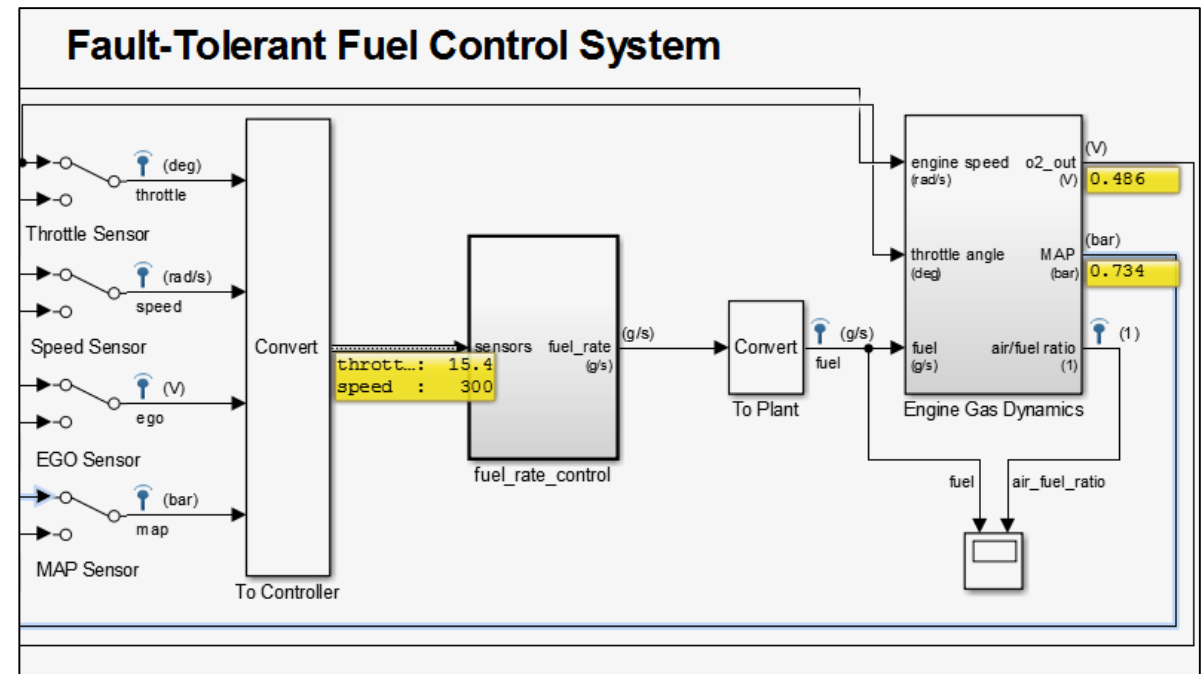 Fault-Tolerant Fuel Control System
(deg)
throttle
Throttle Sensor
(rad/s)
speed
Speed Sensor
(V)
ego
EGO Sensor
(bar)
map
MAP Sensor
Convert
To Controller
thrott…: 15.4
speed : 300
sensors fuel_rate
(g/s)
fuel_rate_control
(g/s)
Convert
To Plant
(g/s)
fuel
engine speed o2_out
(rad/s) (V)
throttle angle MAP
(deg) (bar)
fuel air/fuel ratio
(g/s) (1)
Engine Gas Dynamics
(V)
0.486
(bar)
0.734
(1)
fuel air_fuel_ratio